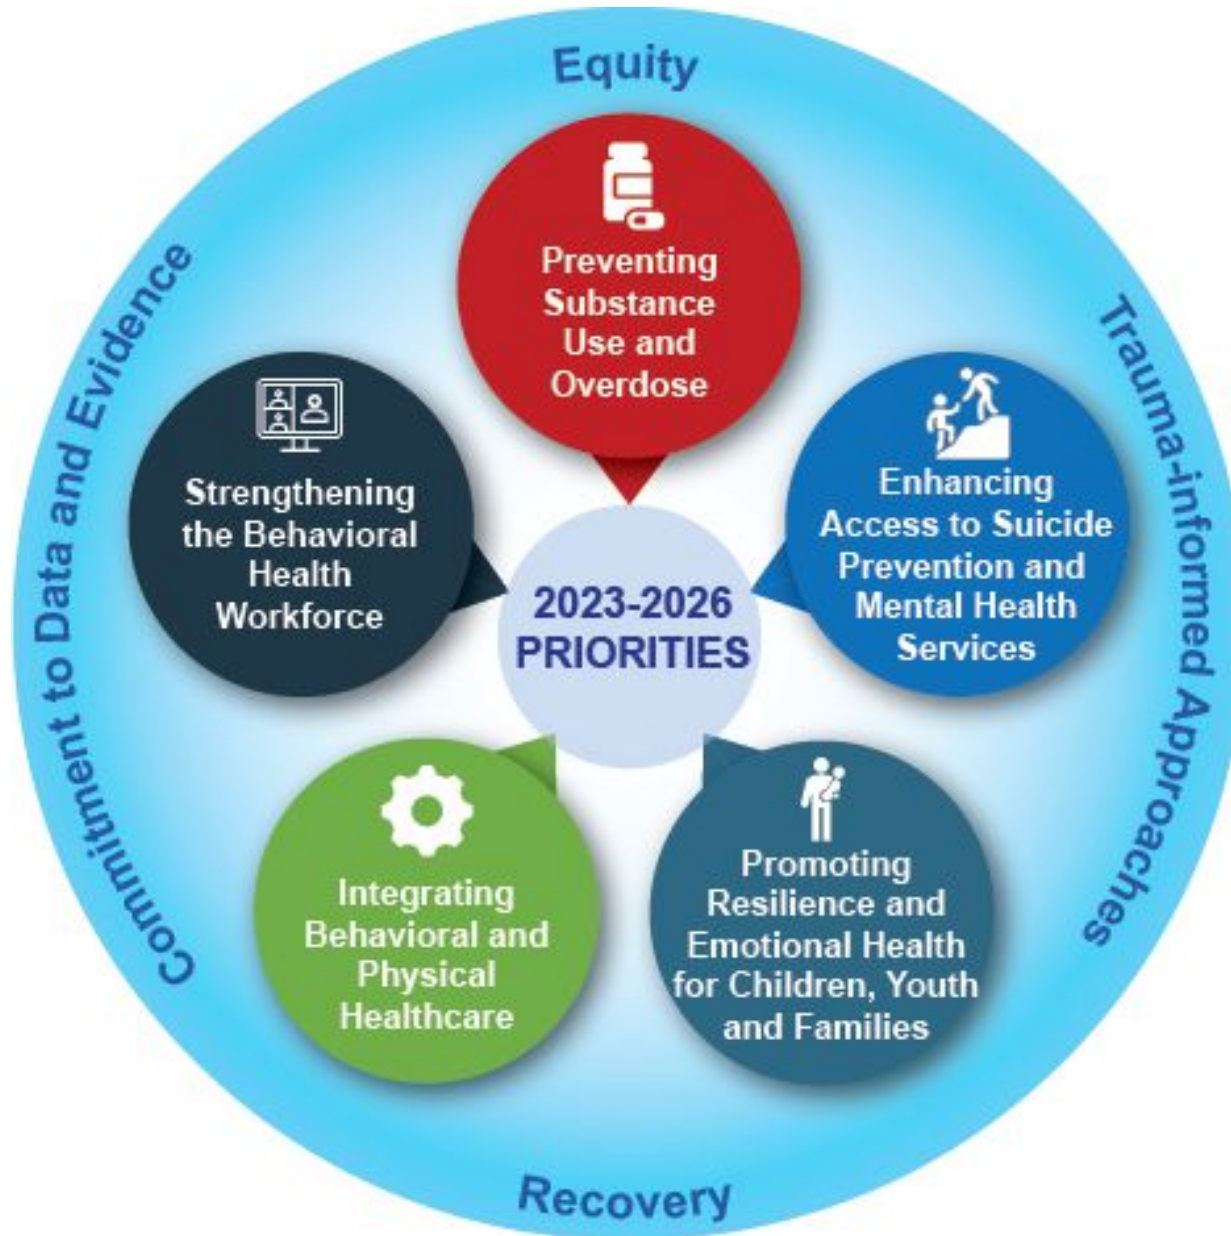 Equity
Preventing
Substance
Use and
Overdose
Trauma-informed Approaches
Enhancing
Access to Suicide
Prevention and
Mental Health
Services
Promoting
Resilience and
Emotional Health
for Children, Youth
and Families
Recovery
Integrating
Behavioral and
Physical
Healthcare
Commitment to Data and Evidence
Strengthening
the Behavioral
Health
Workforce
2023-2026
PRIORITIES